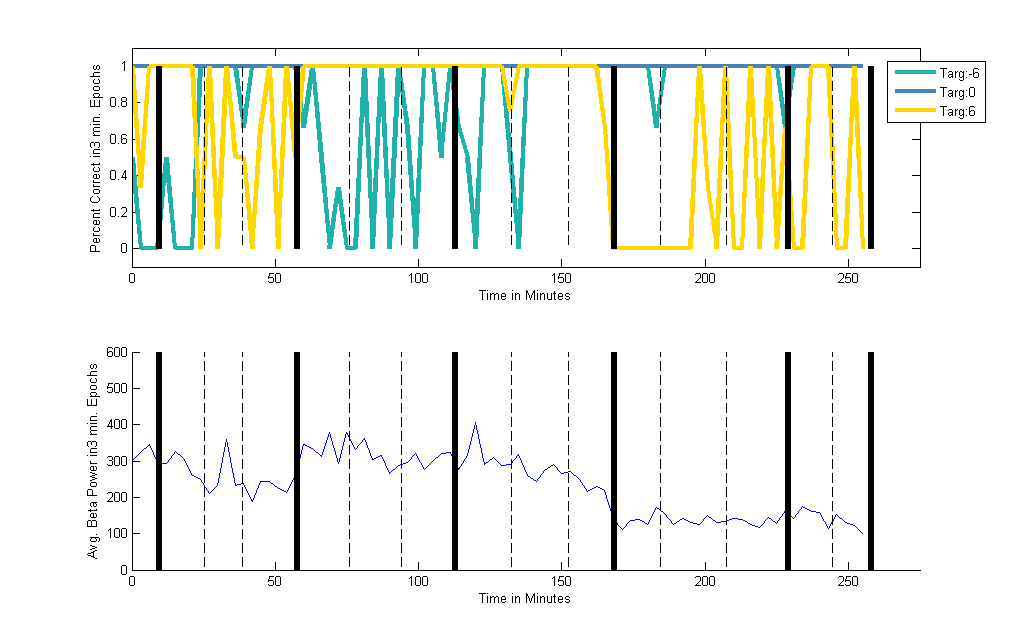 Percent Correct in3 min. Epochs
1
0.8
0.6
0.4
0.2
0
0 50 100 150 200 250
Time in Minutes
Targ:-6
Targ:0
Targ:6
Avg. Beta Power in3 min. Epochs
600
500
400
300
200
100
0
0 50 100 150 200 250
Time in Minutes